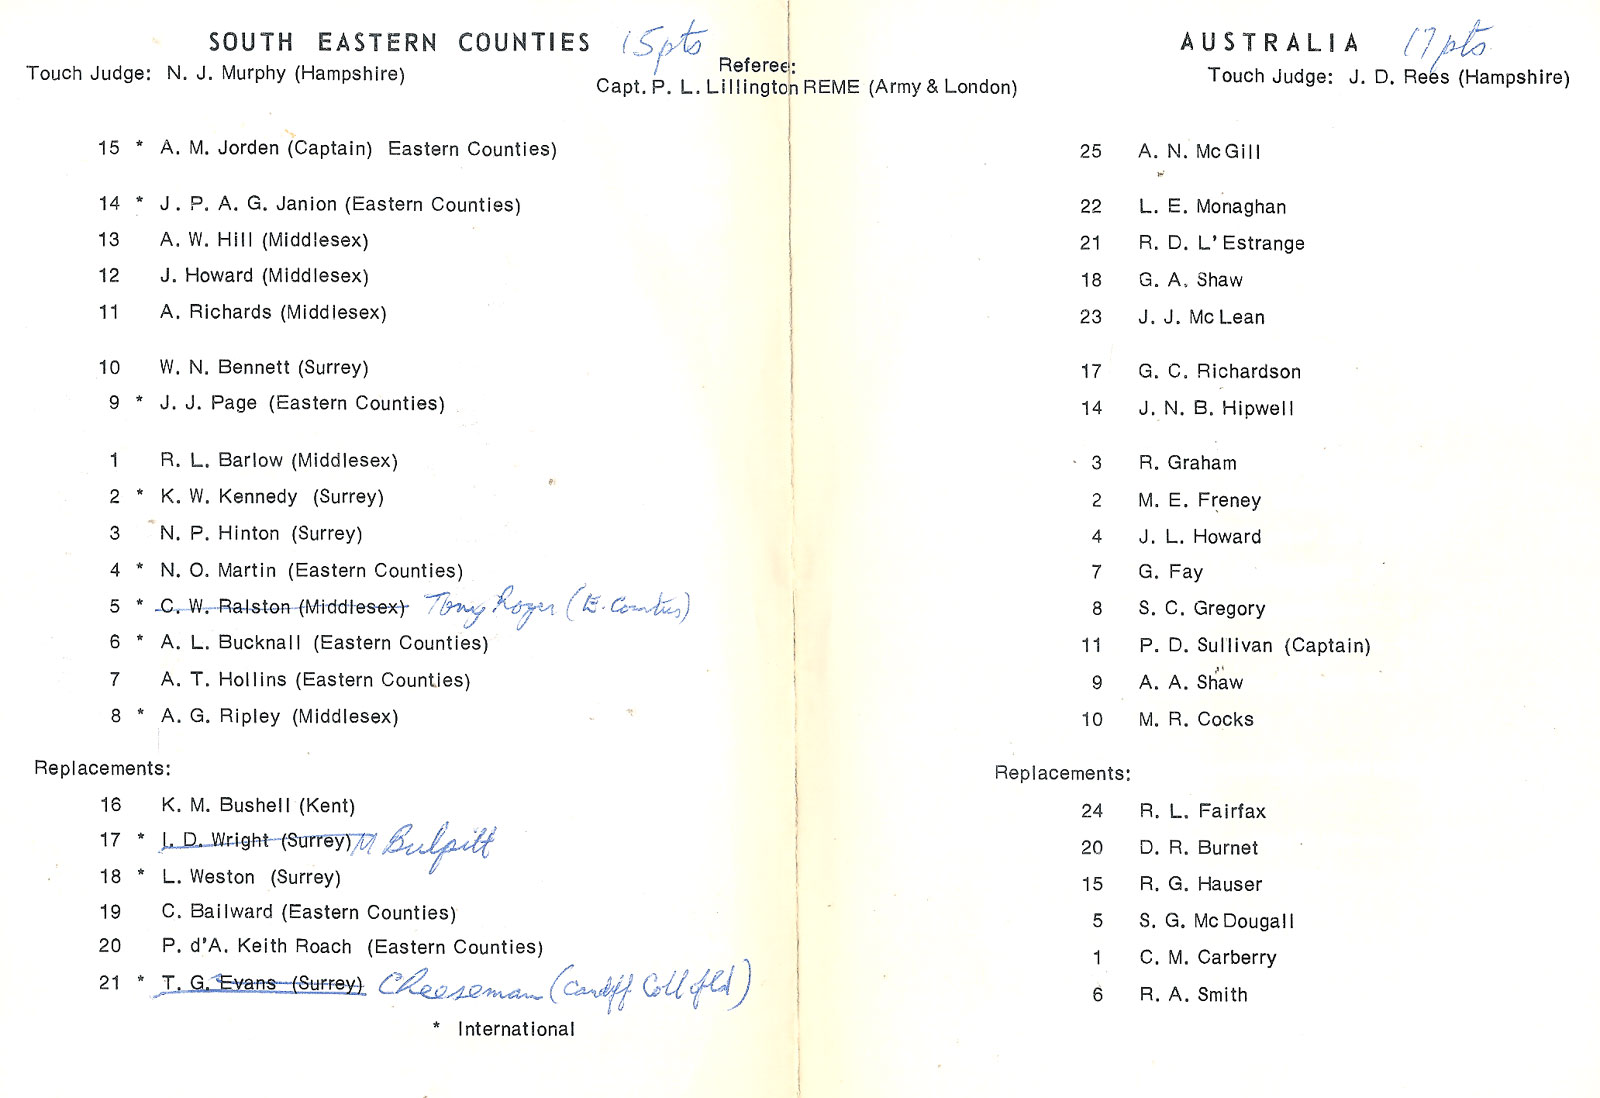 SOUTH EASTERN COUNTIES 15pts
Touch Judge: N. J. Murphy (Hampshire)
Referee:
Capt. P. L. Lillington REME (Army & London)
AUSTRALIA 17pts
Touch Judge: J. D. Rees (Hampshire)
15 * A. M. Jorden (Captain) Eastern Counties)
14 * J. P. A. G. Janion (Eastern Counties)
13 A. W. Hill (Middlesex)
12 J. Howard (Middlesex)
11 A. Richards (Middlesex)
10 W. N. Bennett (Surrey)
9 * J. J. Page (Eastern Counties)
1 R. L. Barlow (Middlesex)
2 * K. W. Kennedy (Surrey)
3 N. P. Hinton (Surrey)
4 * N. O. Martin (Eastern Counties)
5 * C. W. Ralston (Middlesex) Tony Roger (E. Counties)
6 * A. L. Bucknall (Eastern Counties)
7 A. T. Hollins (Eastern Counties)
8 * A. G. Ripley (Middlesex)
Replacements:
16 K. M. Bushell (Kent)
17 * I. D. Wright (Surrey) M Bulpitt
18 * L. Weston (Surrey)
19 C. Bailward (Eastern Counties)
20 P. d'A. Keith Roach (Eastern Counties)
21 * T. G. Evans (Surrey) Cheeseman (Cardiff Coll of Ed)
* International
25 A. N. McGill
22 L. E. Monaghan
21 R. D. L'Estrange
18 G. A. Shaw
23 J. J. McLean
17 G. C. Richardson
14 J. N. B. Hipwell
3 R. Graham
2 M. E. Freney
4 J. L. Howard
7 G. Fay
8 S. C. Gregory
11 P. D. Sullivan (Captain)
9 A. A. Shaw
10 M. R. Cocks
Replacements:
24 R. L. Fairfax
20 D. R. Burnet
15 R. G. Hauser
5 S. G. McDougall
1 C. M. Carberry
6 R. A. Smith